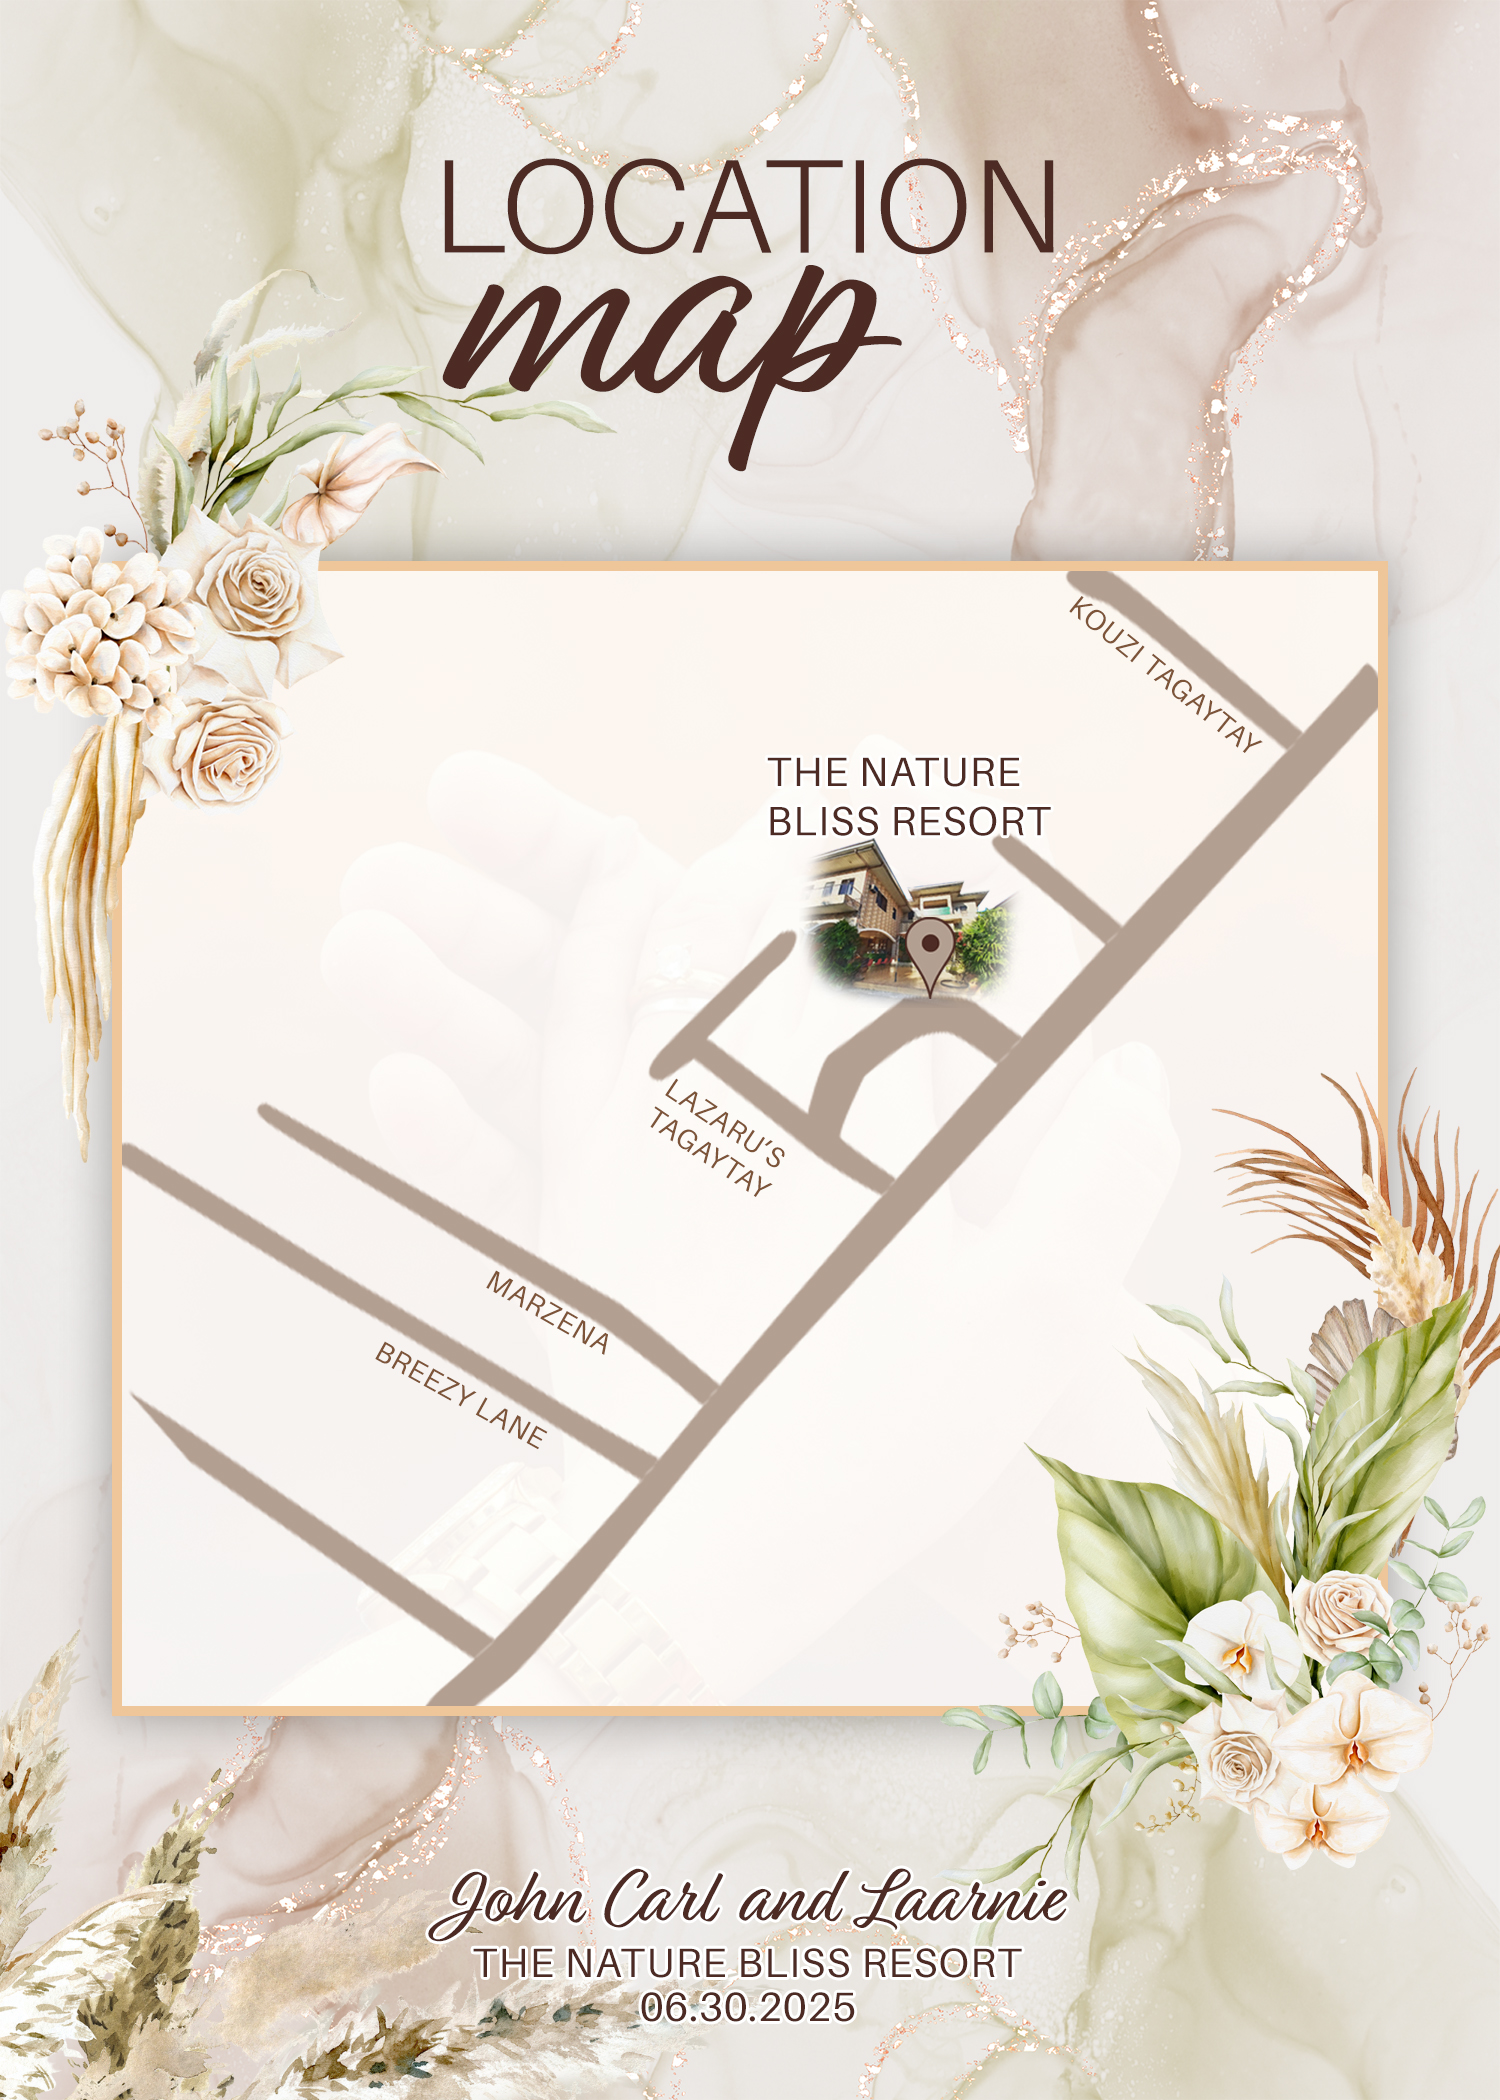 LOCATION
map
KOUZI TAGAYTAY
THE NATURE
BLISS RESORT
LAZARU'S
TAGAYTAY
MARZENA
BREEZY LANE
John Carl and Laarnie
THE NATURE BLISS RESORT
06.30.2025